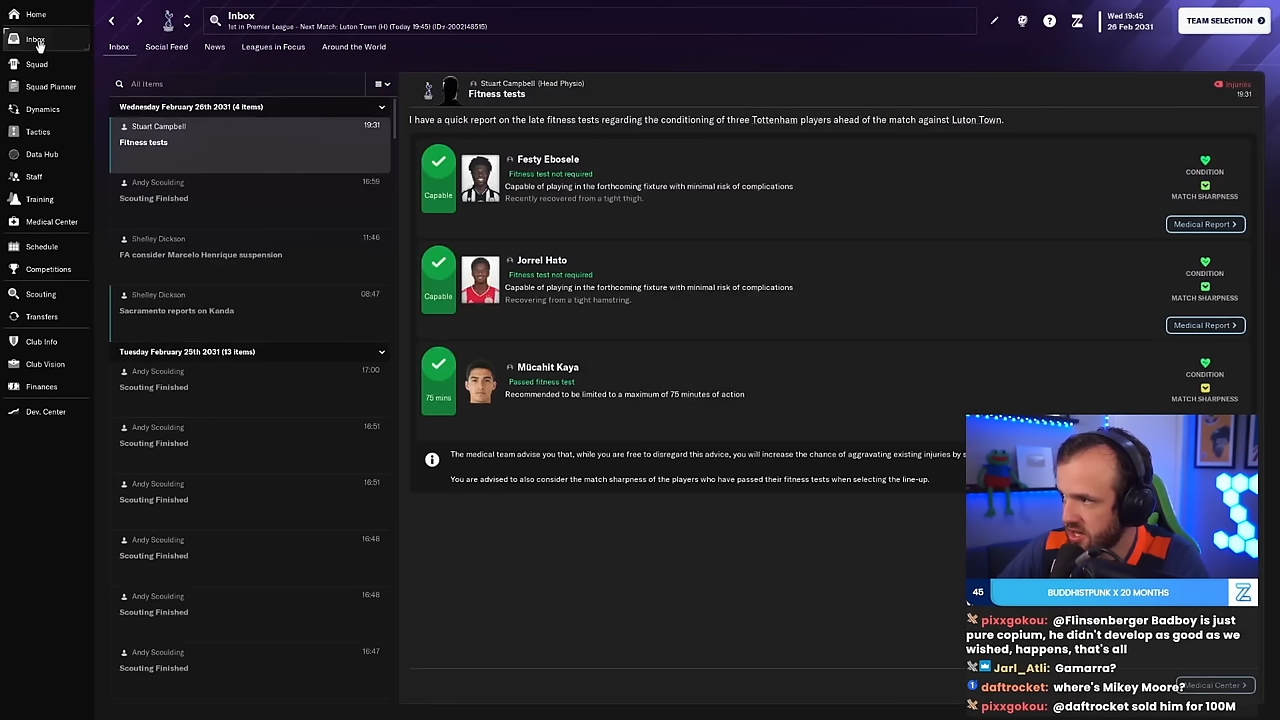 Home
Inbox
Squad
Squad Planner
Dynamics
Tactics
Data Hub
Staff
Training
Medical Center
Schedule
Competitions
Scouting
Transfers
Club Info
Club Vision
Finances
Dev. Center
Inbox
1st in Premier League - Next Match: Luton Town (H) (Today 19:45) (ID:r-2002148515)
Wed 19:45
26 Feb 2031
TEAM SELECTION
Inbox
Social Feed
News
Leagues in Focus
Around the World
All Items
Wednesday February 26th 2031 (4 items)
Stuart Campbell 19:31
Fitness tests
Andy Scoulding 16:59
Scouting Finished
Shelley Dickson 11:46
FA consider Marcelo Henrique suspension
Shelley Dickson 08:47
Sacramento reports on Kanda
Tuesday February 25th 2031 (13 items)
Andy Scoulding 17:00
Scouting Finished
Andy Scoulding 16:51
Scouting Finished
Andy Scoulding 16:51
Scouting Finished
Andy Scoulding 16:48
Scouting Finished
Andy Scoulding 16:48
Scouting Finished
Andy Scoulding 16:47
Scouting Finished
Stuart Campbell (Head Physio)
Fitness tests
Injuries
19:31
I have a quick report on the late fitness tests regarding the conditioning of three Tottenham players ahead of the match against Luton Town.
Capable
Festy Ebosele
Fitness test not required
Capable of playing in the forthcoming fixture with minimal risk of complications
Recently recovered from a tight thigh.
CONDITION
MATCH SHARPNESS
Medical Report
Capable
Jorrel Hato
Fitness test not required
Capable of playing in the forthcoming fixture with minimal risk of complications
Recovering from a tight hamstring.
CONDITION
MATCH SHARPNESS
Medical Report
75 mins
Mücahit Kaya
Passed fitness test
Recommended to be limited to a maximum of 75 minutes of action
CONDITION
MATCH SHARPNESS
The medical team advise you that, while you are free to disregard this advice, you will increase the chance of aggravating existing injuries by s
You are advised to also consider the match sharpness of the players who have passed their fitness tests when selecting the line-up.
45
BUDDHISTPUNK X 20 MONTHS
pixxgokou: @Flinsenberger Badboy is just
pure copium, he didn't develop as good as we
wished, happens, that's all
Jarl_Atli: Gamarra?
daftrocket: where's Mikey Moore?
Medical Center
pixxgokou: @daftrocket sold him for 100M